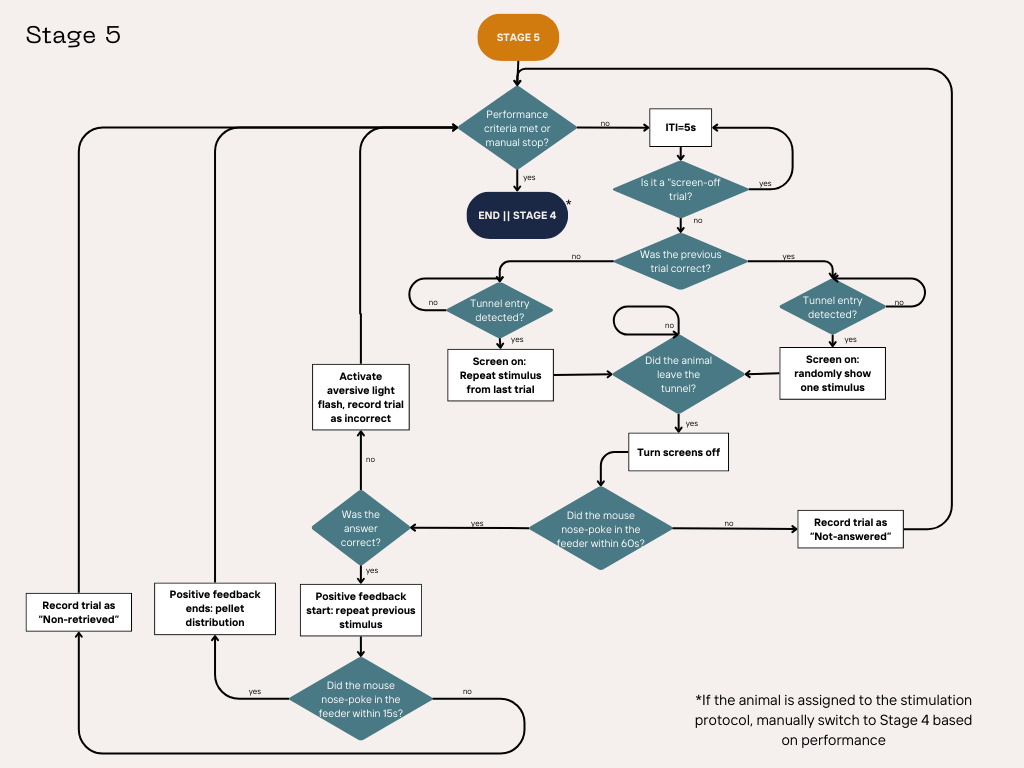 Stage 5
STAGE 5
Performance
criteria met or
manual stop?
no
ITI=5s
yes
END || STAGE 4
*
Is it a "screen-off
trial?
yes
no
Was the previous
trial correct?
no
yes
Tunnel entry
detected?
no
yes
Tunnel entry
detected?
no
yes
Screen on:
Repeat stimulus
from last trial
no
Did the animal
leave the
tunnel?
Screen on:
randomly show
one stimulus
yes
Turn screens off
Activate
aversive light
flash, record trial
as incorrect
no
Was the
answer
correct?
yes
Did the mouse
nose-poke in the
feeder within 60s?
no
Record trial as
"Not-answered"
yes
Record trial as
"Non-retrieved"
Positive feedback
ends: pellet
distribution
Positive feedback
start: repeat previous
stimulus
yes
Did the mouse
nose-poke in the
feeder within 15s?
no
*If the animal is assigned to the stimulation
protocol, manually switch to Stage 4 based
on performance